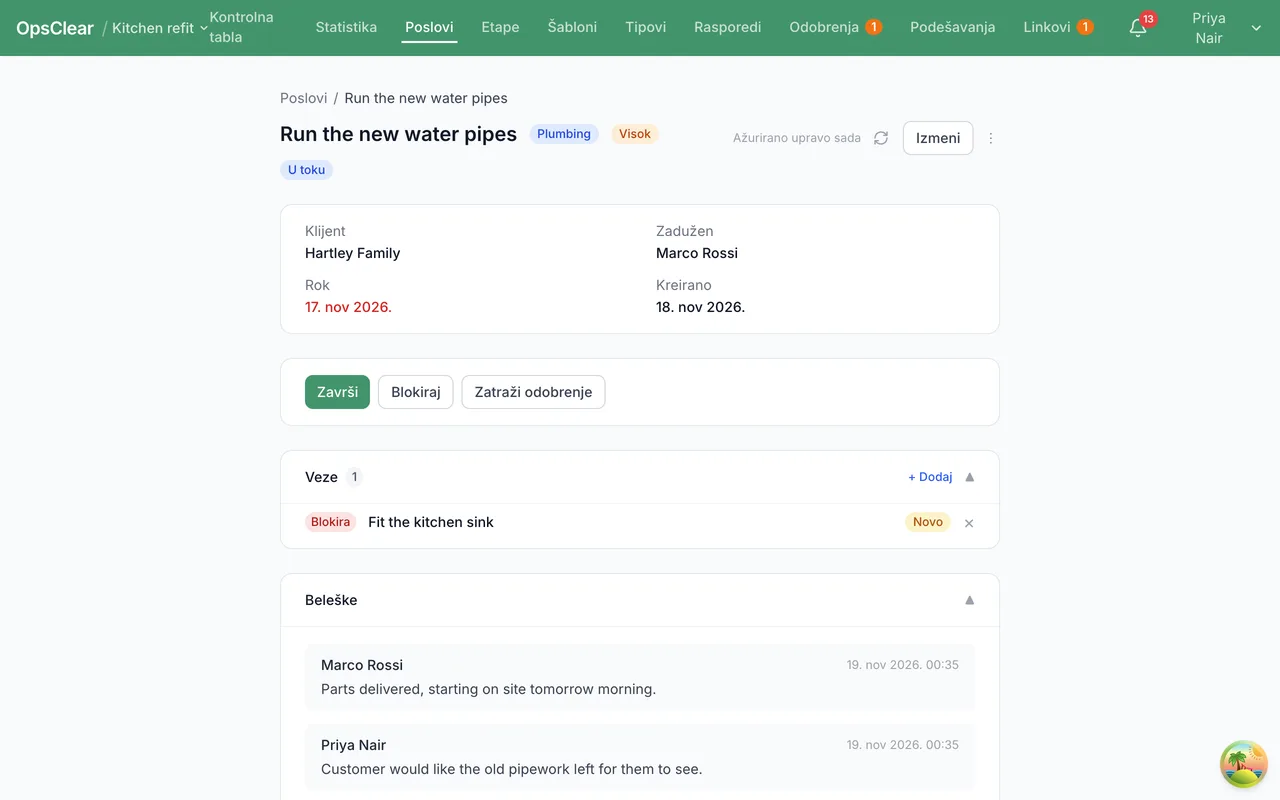 OpsClear / Kitchen refit
Kontrolna tabla
Statistika
Poslovi
Etape
Šabloni
Tipovi
Rasporedi
Odobrenja 1
Podešavanja
Linkovi 1
13
Priya Nair
Poslovi / Run the new water pipes
Run the new water pipes
Plumbing
Visok
U toku
Ažurirano upravo sada
Izmeni
Klijent
Hartley Family
Zadužen
Marco Rossi
Rok
17. nov 2026.
Kreirano
18. nov 2026.
Završi
Blokiraj
Zatraži odobrenje
Veze 1
+ Dodaj
Blokira Fit the kitchen sink Novo
Beleške
Marco Rossi 19. nov 2026. 00:35
Parts delivered, starting on site tomorrow morning.
Priya Nair 19. nov 2026. 00:35
Customer would like the old pipework left for them to see.